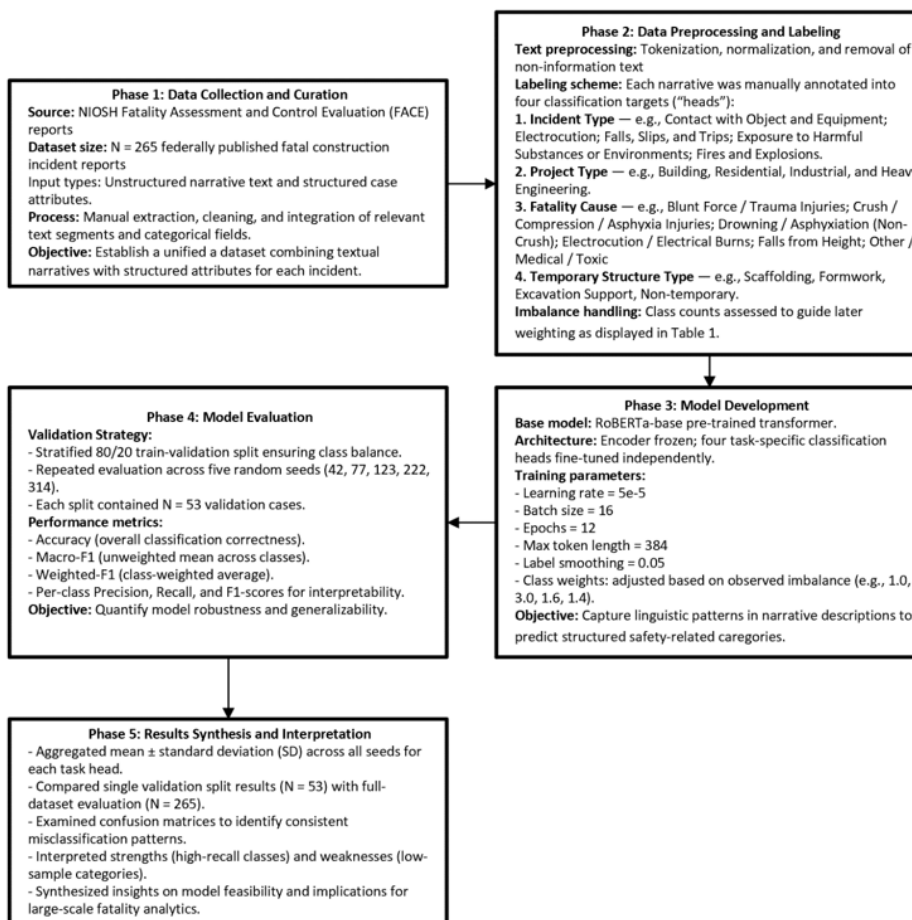 Phase 1: Data Collection and Curation
Source: NIOSH Fatality Assessment and Control Evaluation (FACE)
reports
Dataset size: N = 265 federally published fatal construction
incident reports
Input types: Unstructured narrative text and structured case
attributes.
Process: Manual extraction, cleaning, and integration of relevant
text segments and categorical fields.
Objective: Establish a unified a dataset combining textual
narratives with structured attributes for each incident.
Phase 2: Data Preprocessing and Labeling
Text preprocessing: Tokenization, normalization, and removal of
non-information text
Labeling scheme: Each narrative was manually annotated into
four classification targets (“heads”):
1. Incident Type — e.g., Contact with Object and Equipment;
Electrocution; Falls, Slips, and Trips; Exposure to Harmful
Substances or Environments; Fires and Explosions.
2. Project Type — e.g., Building, Residential, Industrial, and Heav
Engineering.
3. Fatality Cause — e.g., Blunt Force / Trauma Injuries; Crush /
Compression / Asphyxia Injuries; Drowning / Asphyxiation (Non-
Crush); Electrocution / Electrical Burns; Falls from Height; Other /
Medical / Toxic
4. Temporary Structure Type — e.g., Scaffolding, Formwork,
Excavation Support, Non-temporary.
Imbalance handling: Class counts assessed to guide later
weighting as displayed in Table 1.
Phase 3: Model Development
Base model: RoBERTa-base pre-trained transformer.
Architecture: Encoder frozen; four task-specific classification
heads fine-tuned independently.
Training parameters:
- Learning rate = 5e-5
- Batch size = 16
- Epochs = 12
- Max token length = 384
- Label smoothing = 0.05
- Class weights: adjusted based on observed imbalance (e.g., 1.0,
3.0, 1.6, 1.4).
Objective: Capture linguistic patterns in narrative descriptions to
predict structured safety-related caregories.
Phase 4: Model Evaluation
Validation Strategy:
- Stratified 80/20 train-validation split ensuring class balance.
- Repeated evaluation across five random seeds (42, 77, 123, 222,
314).
- Each split contained N = 53 validation cases.
Performance metrics:
- Accuracy (overall classification correctness).
- Macro-F1 (unweighted mean across classes).
- Weighted-F1 (class-weighted average).
- Per-class Precision, Recall, and F1-scores for interpretability.
Objective: Quantify model robustness and generalizability.
Phase 5: Results Synthesis and Interpretation
- Aggregated mean ± standard deviation (SD) across all seeds for
each task head.
- Compared single validation split results (N = 53) with full-
dataset evaluation (N = 265).
- Examined confusion matrices to identify consistent
misclassification patterns.
- Interpreted strengths (high-recall classes) and weaknesses (low-
sample categories).
- Synthesized insights on model feasibility and implications for
large-scale fatality analytics.